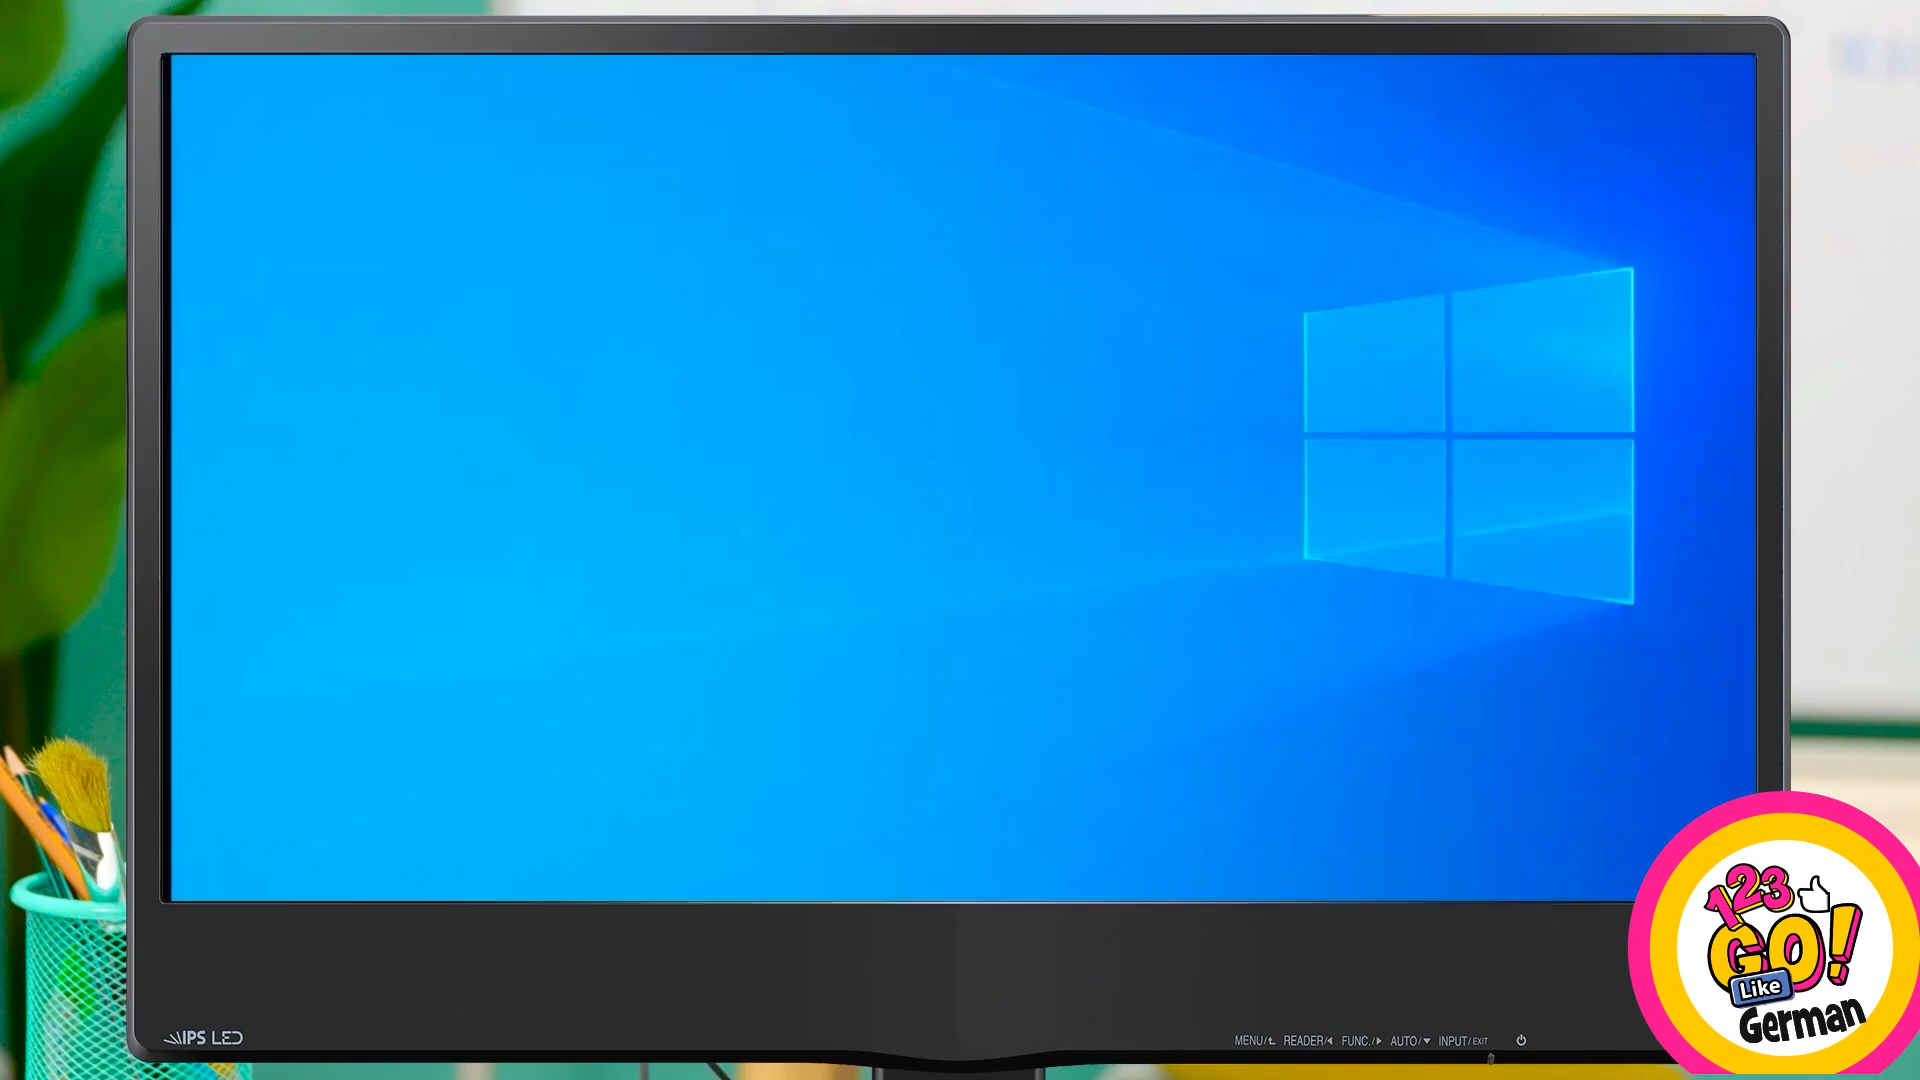 IPS LED
MENU/ READER/ FUNC./ AUTO/ INPUT/EXIT
123
GO!
Like
German